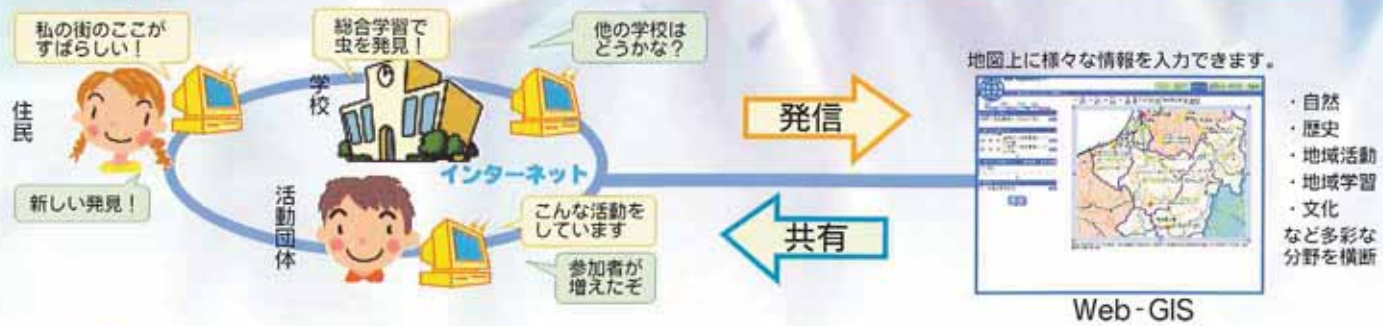 私の街のここが
すばらしい！
住民
新しい発見！
総合学習で
虫を発見！
学校
他の学校は
どうかな？
インターネット
活動団体
こんな活動を
しています
参加者が
増えたぞ
発信
共有
地図上に様々な情報を入力できます。
・自然
・歴史
・地域活動
・地域学習
・文化
など多彩な
分野を横断
Web-GIS